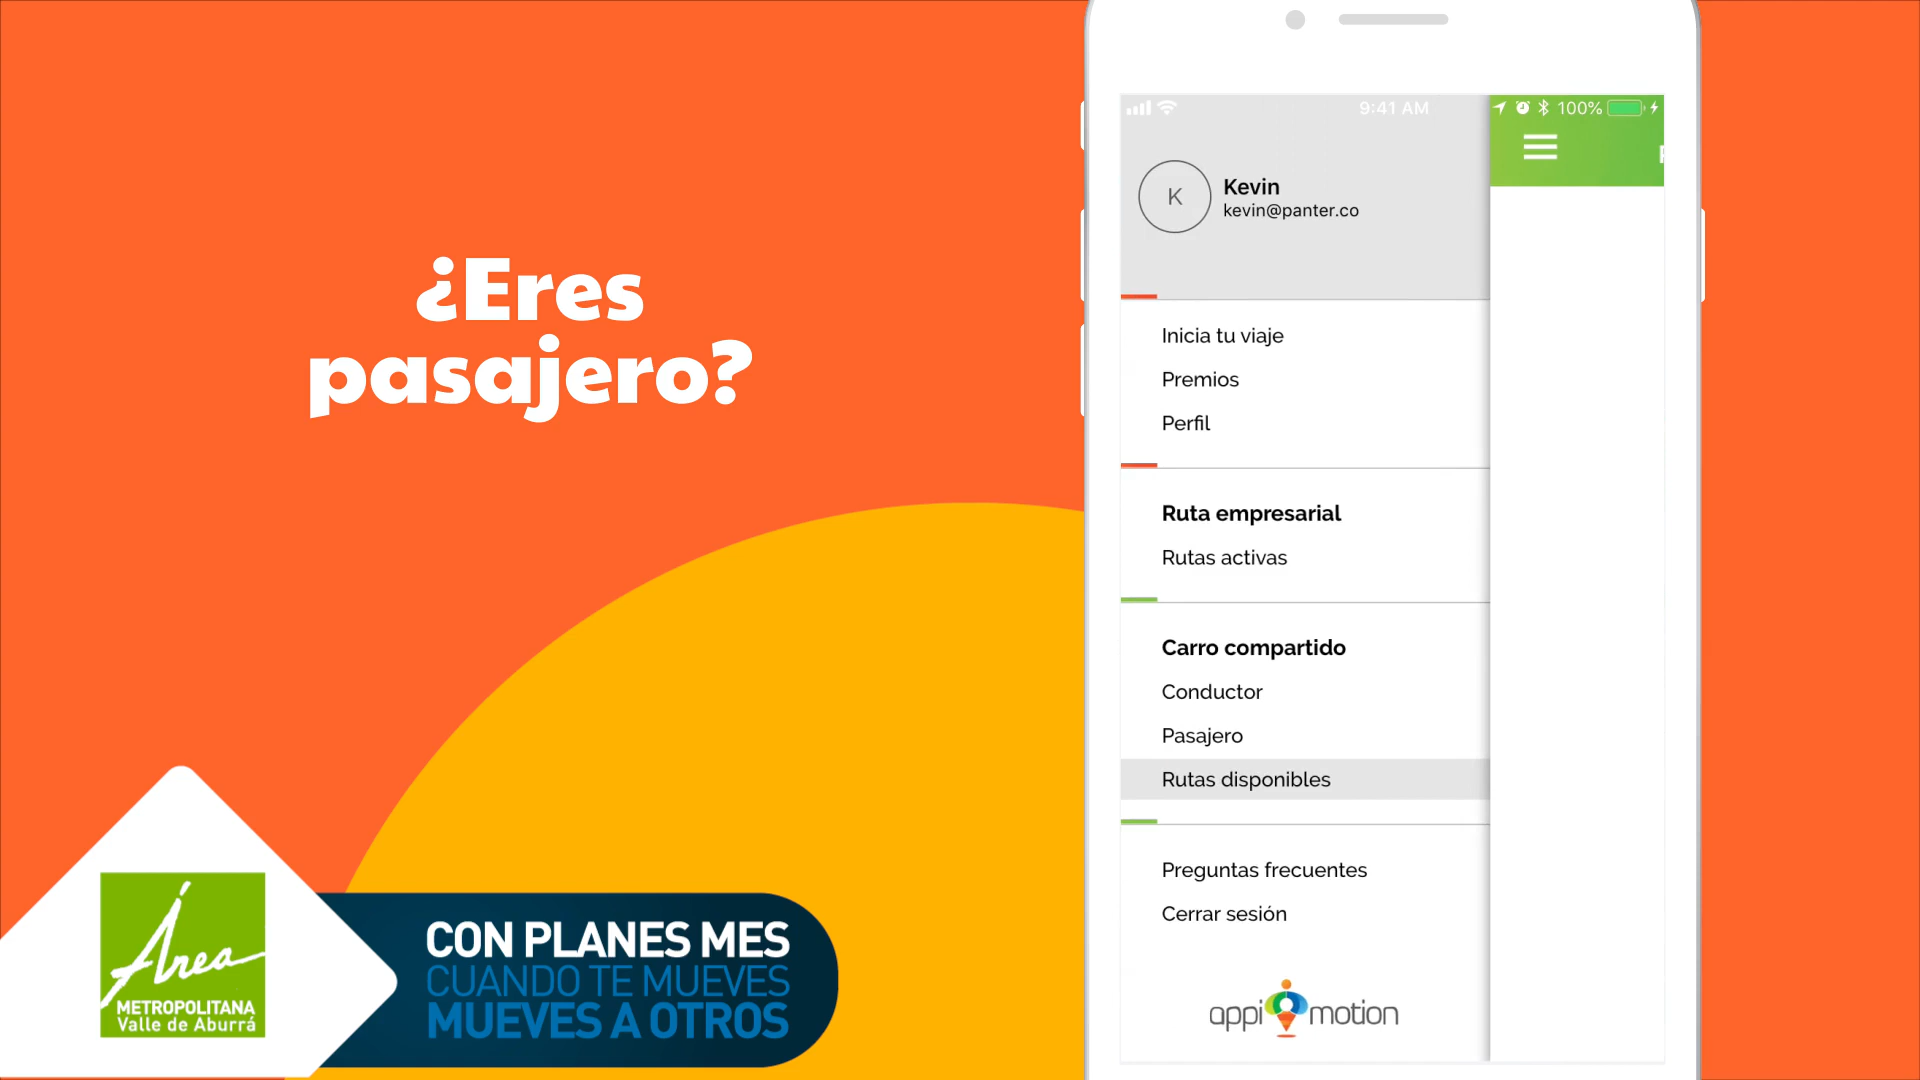 ¿Eres
pasajero?
9:41 AM
100%
K
Kevin
kevin@panter.co
Inicia tu viaje
Premios
Perfil
Ruta empresarial
Rutas activas
Carro compartido
Conductor
Pasajero
Rutas disponibles
Preguntas frecuentes
Cerrar sesión
appi motion
Área
METROPOLITANA
Valle de Aburrá
CON PLANES MES
CUANDO TE MUEVES
MUEVES A OTROS